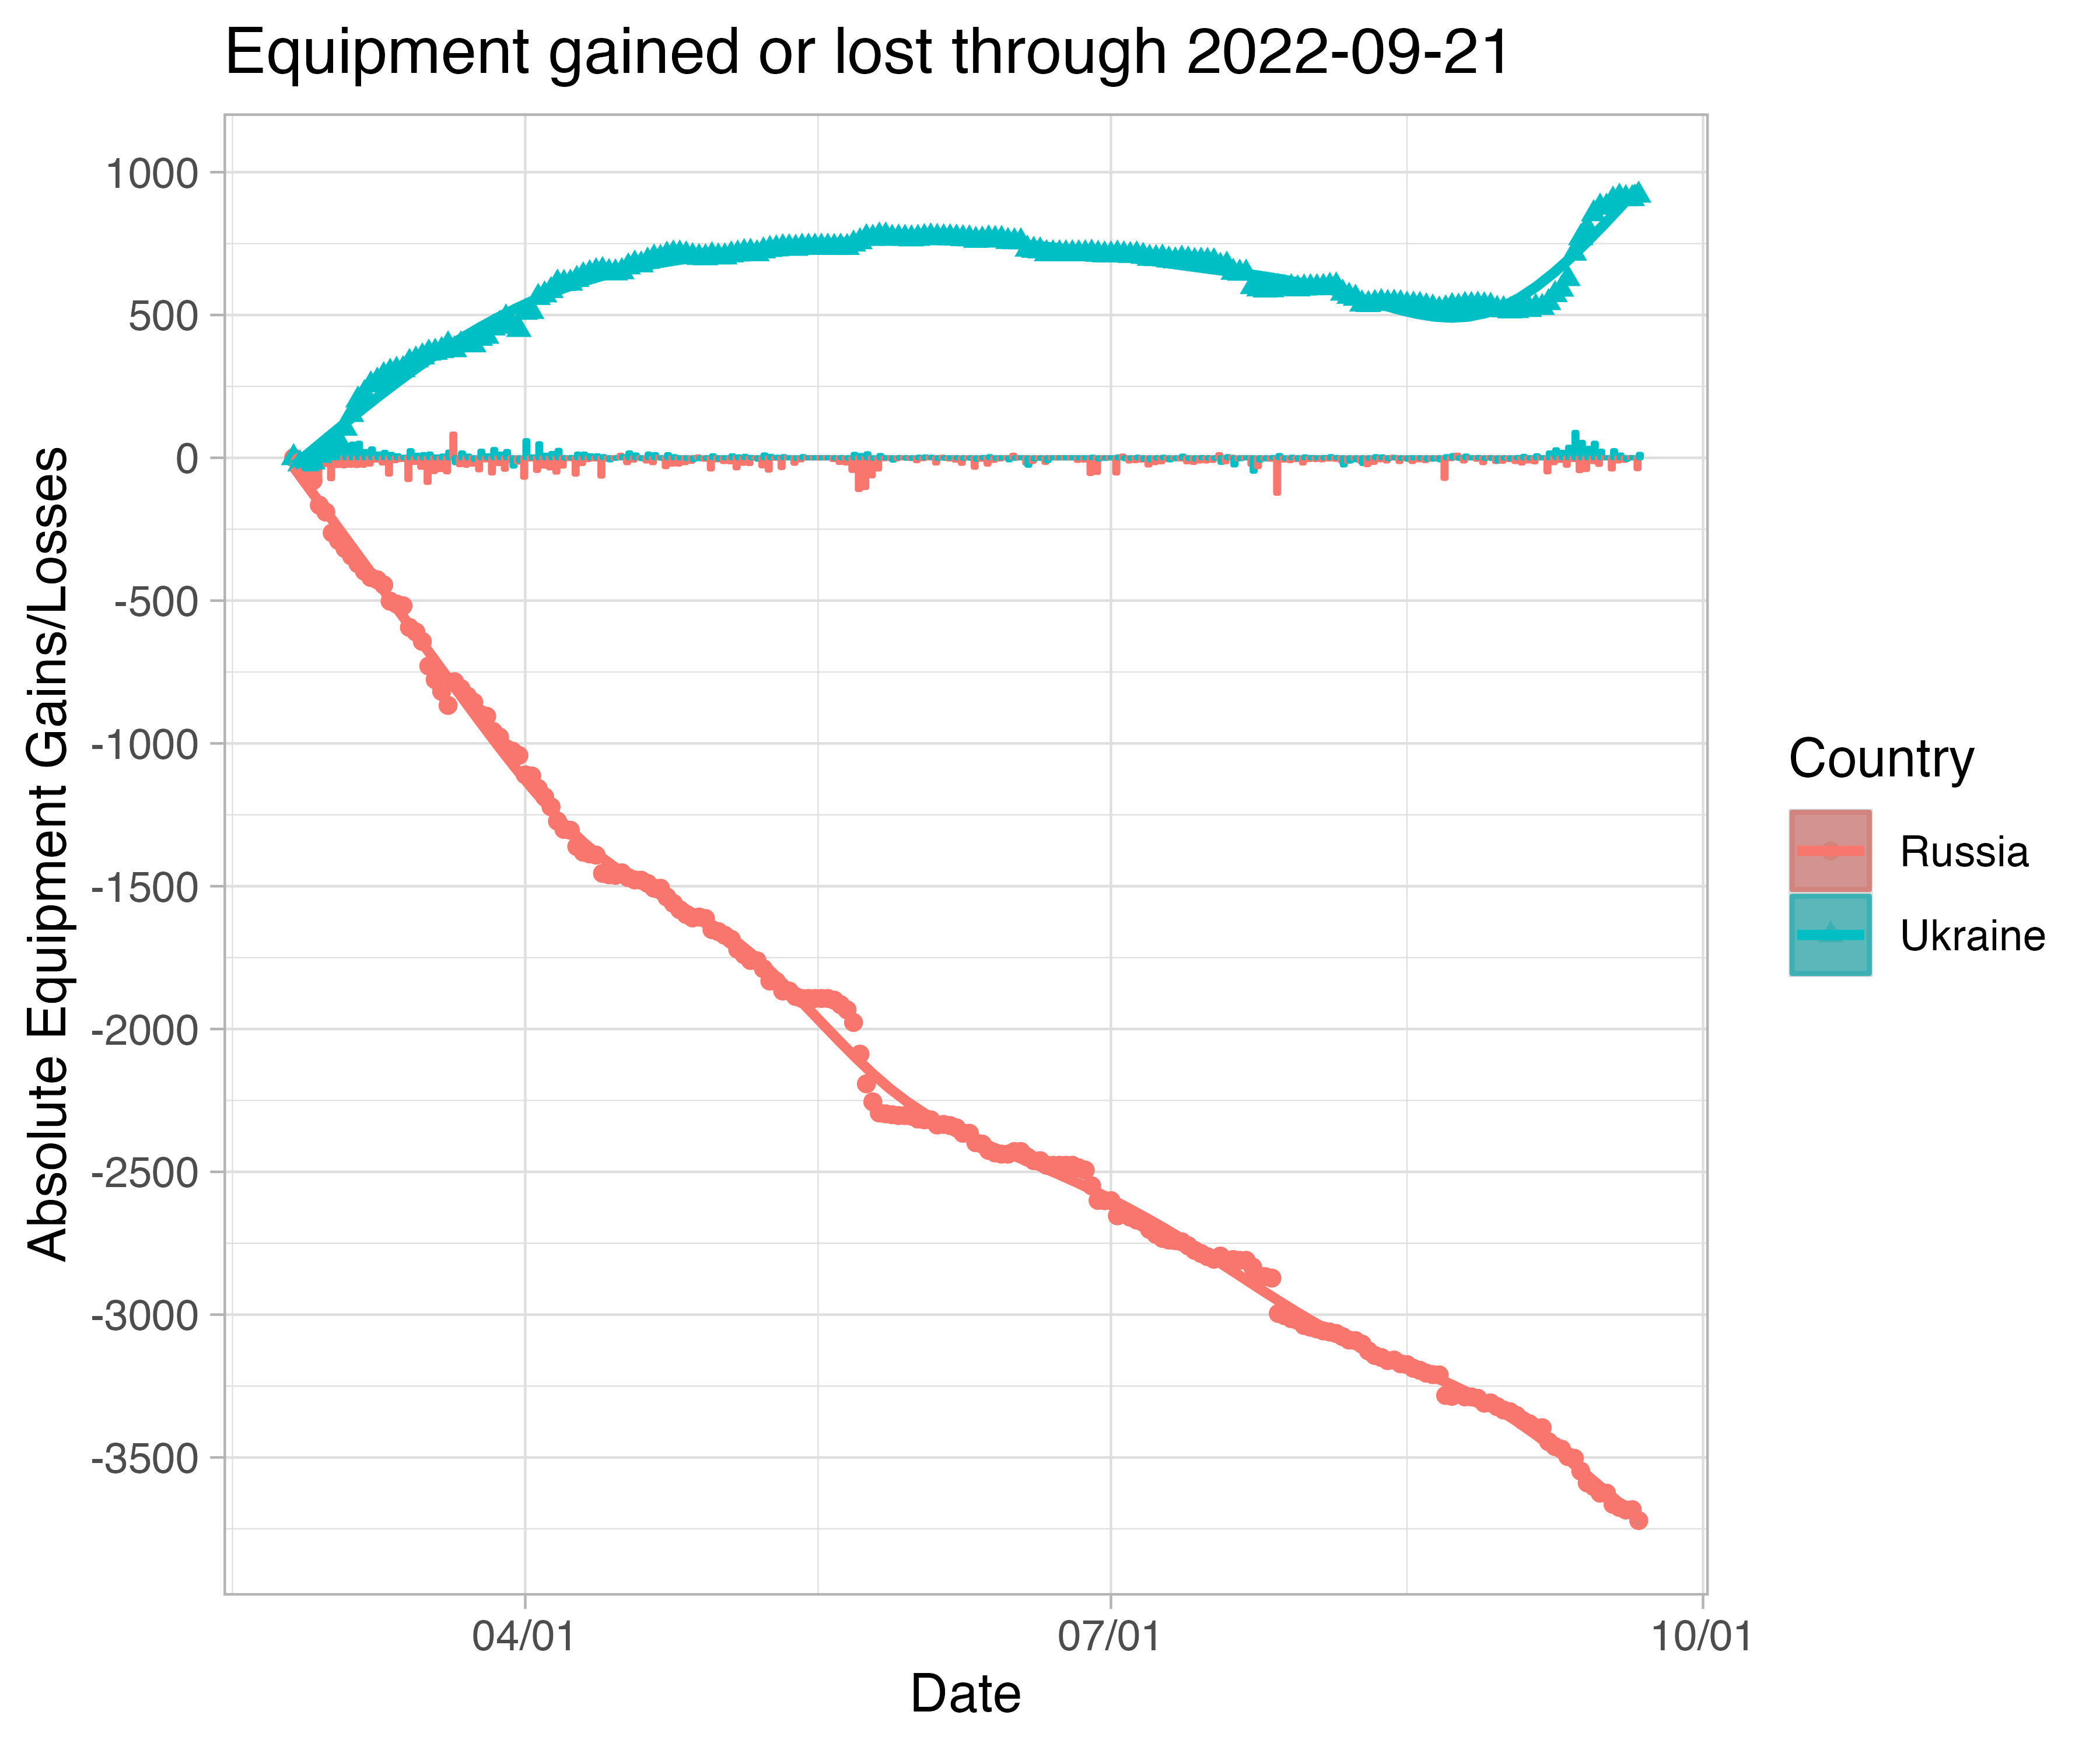 Equipment gained or lost through 2022-09-21
Absolute Equipment Gains/Losses
1000
500
0
-500
-1000
-1500
-2000
-2500
-3000
-3500
04/01
07/01
10/01
Date
Country
Russia
Ukraine